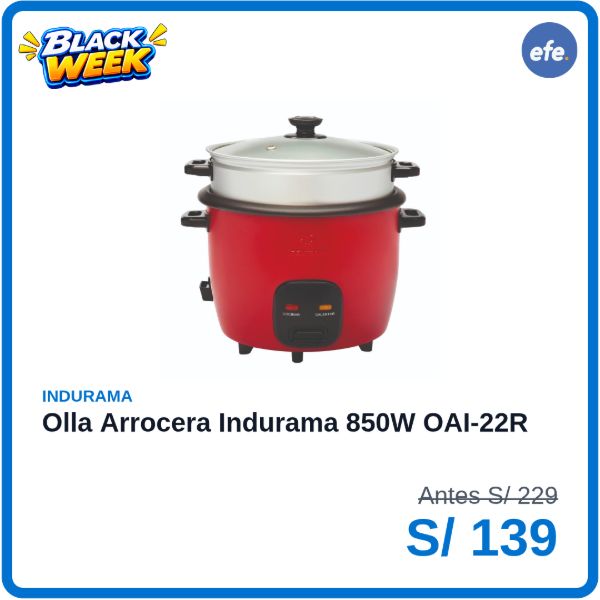 BLACK
WEEK
efe.
INDURAMA
Olla Arrocera Indurama 850W OAI-22R
Antes S/ 229
S/ 139